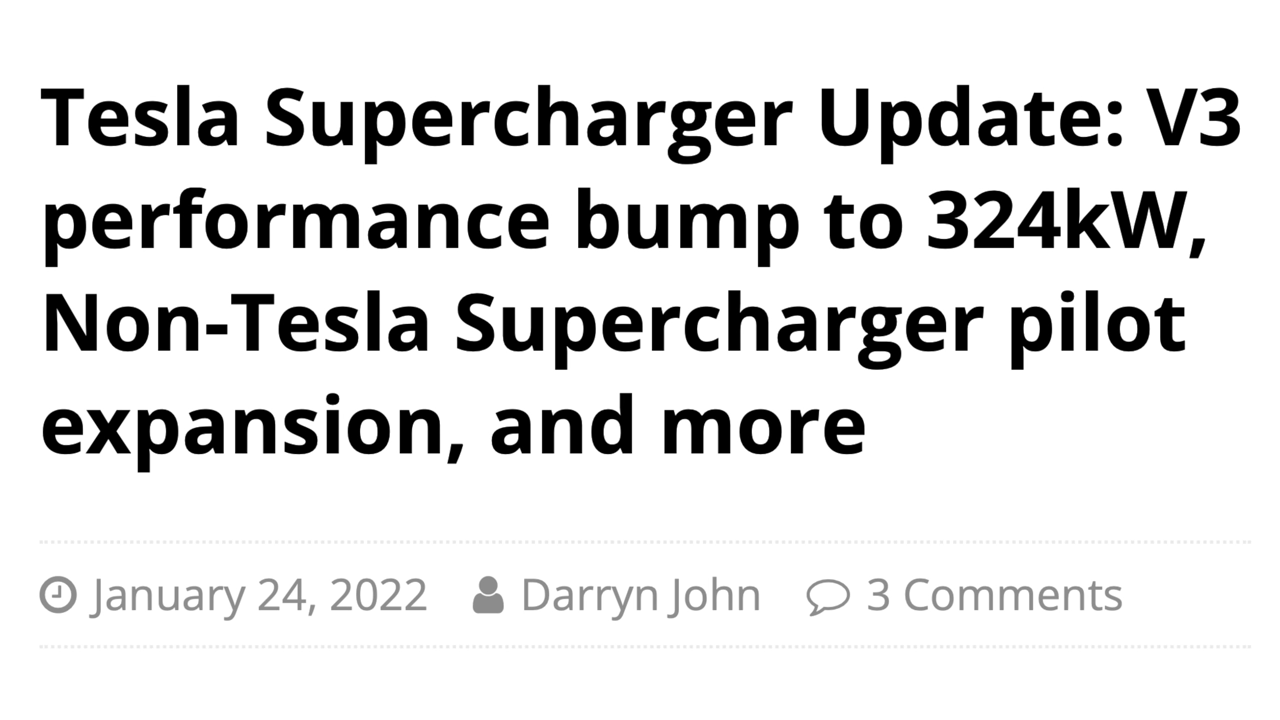 Tesla Supercharger Update: V3
performance bump to 324kW,
Non-Tesla Supercharger pilot
expansion, and more
January 24, 2022 Darryn John 3 Comments